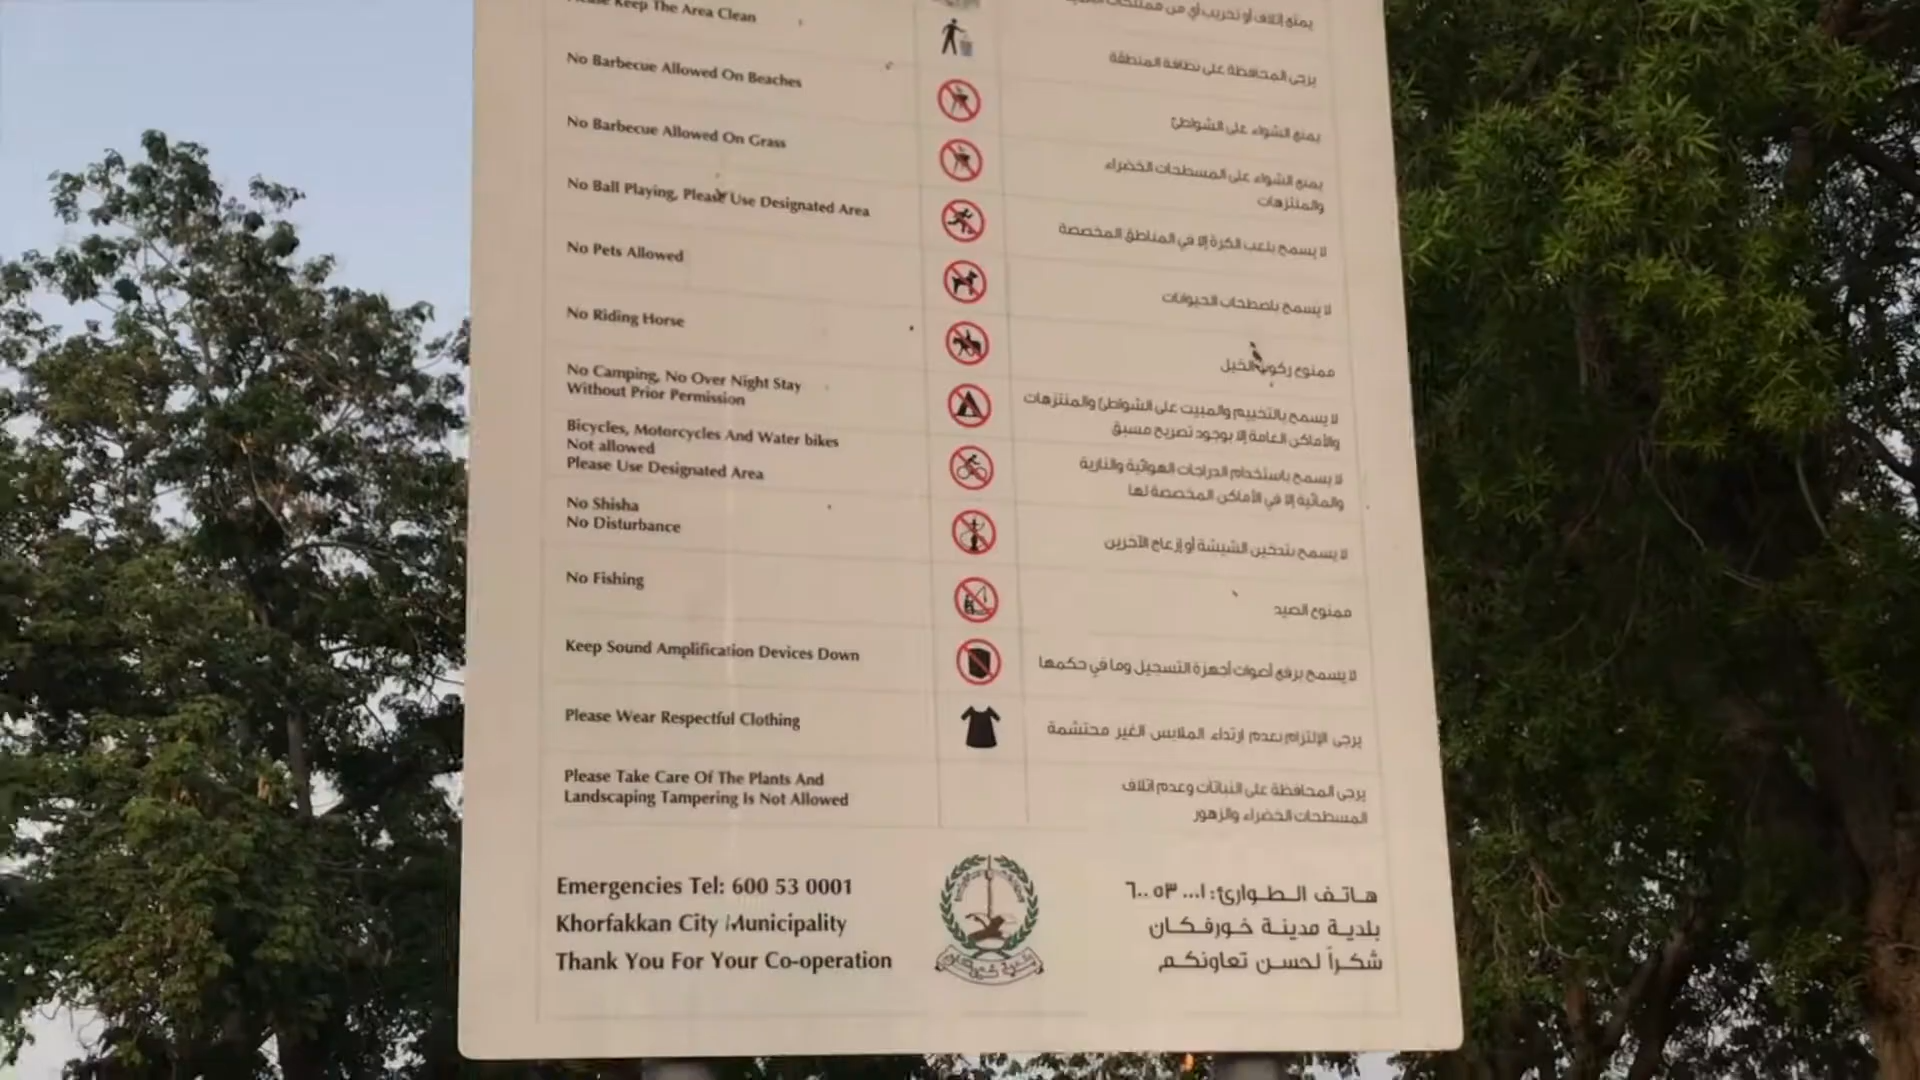 Please Keep The Area Clean
يرجى المحافظة على نظافة المنطقة
No Barbecue Allowed On Beaches
يمنع الشواء على الشواطئ
No Barbecue Allowed On Grass
يمنع الشواء على المسطحات الخضراء
والمنتزهات
No Ball Playing, Please Use Designated Area
لا يسمح بلعب الكرة إلا في المناطق المخصصة
No Pets Allowed
لا يسمح باصطحاب الحيوانات
No Riding Horse
ممنوع ركوب الخيل
No Camping, No Over Night Stay
Without Prior Permission
لا يسمح بالتخييم والمبيت على الشواطئ والمنتزهات
والأماكن العامة إلا بوجود تصريح مسبق
Bicycles, Motorcycles And Water bikes
Not allowed
Please Use Designated Area
لا يسمح باستخدام الدراجات الهوائية والنارية
والمائية إلا في الأماكن المخصصة لها
No Shisha
No Disturbance
لا يسمح بتدخين الشيشة أو إزعاج الآخرين
No Fishing
ممنوع الصيد
Keep Sound Amplification Devices Down
لا يسمح برفع أصوات أجهزة التسجيل وما في حكمها
Please Wear Respectful Clothing
يرجى الإلتزام بعدم ارتداء الملابس الغير محتشمة
Please Take Care Of The Plants And
Landscaping Tampering Is Not Allowed
يرجى المحافظة على النباتات وعدم اتلاف
المسطحات الخضراء والزهور
Emergencies Tel: 600 53 0001
Khorfakkan City Municipality
Thank You For Your Co-operation
هاتف الطوارئ: ٦٠٠ ٥٣ ٠٠٠١
بلدية مدينة خورفكان
شكراً لحسن تعاونكم